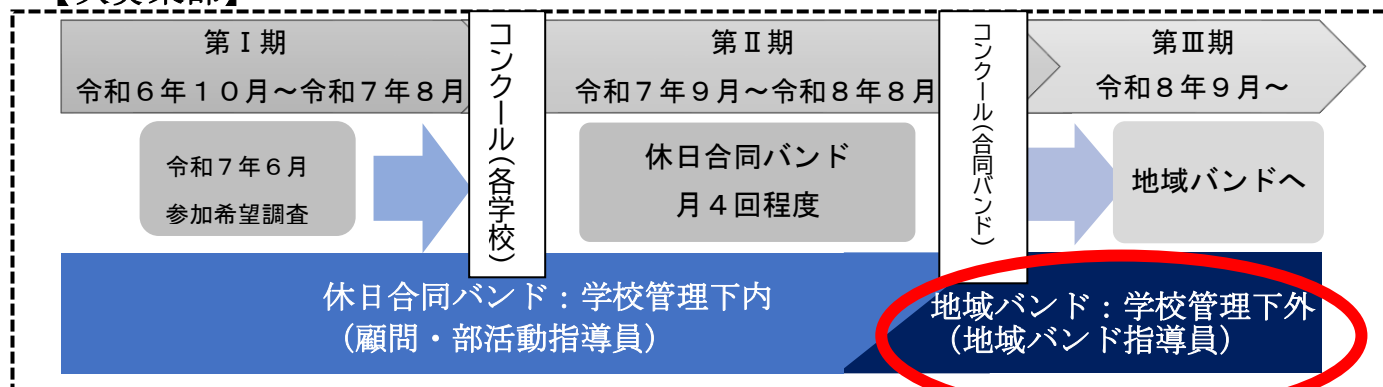 第Ⅰ期
令和６年１０月～令和７年８月
コンクール(各学校)
第Ⅱ期
令和７年９月～令和８年８月
コンクール(合同バンド)
第Ⅲ期
令和８年９月～
令和７年６月
参加希望調査
休日合同バンド
月４回程度
地域バンドへ
休日合同バンド：学校管理下内
（顧問・部活動指導員）
地域バンド：学校管理下外
（地域バンド指導員）